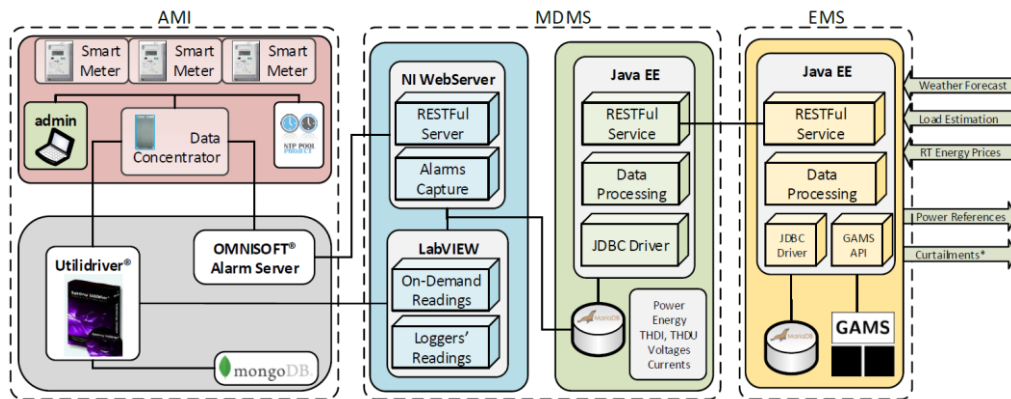 AMI
MDMS
EMS
Smart
Meter
Smart
Meter
Smart
Meter
admin
Data
Concentrator
NTP POOL
PROJECT
OMNISOFT®
Alarm Server
Utilidriver®
mongoDB.
NI WebServer
RESTFul
Server
Alarms
Capture
LabVIEW
On-Demand
Readings
Loggers'
Readings
Java EE
RESTFul
Service
Data
Processing
JDBC Driver
MariaDB
Power
Energy
THDI, THDU
Voltages
Currents
Java EE
RESTFul
Service
Data
Processing
JDBC
Driver
GAMS
API
MariaDB
GAMS
Weather Forecast
Load Estimation
RT Energy Prices
Power References
Curtailments*